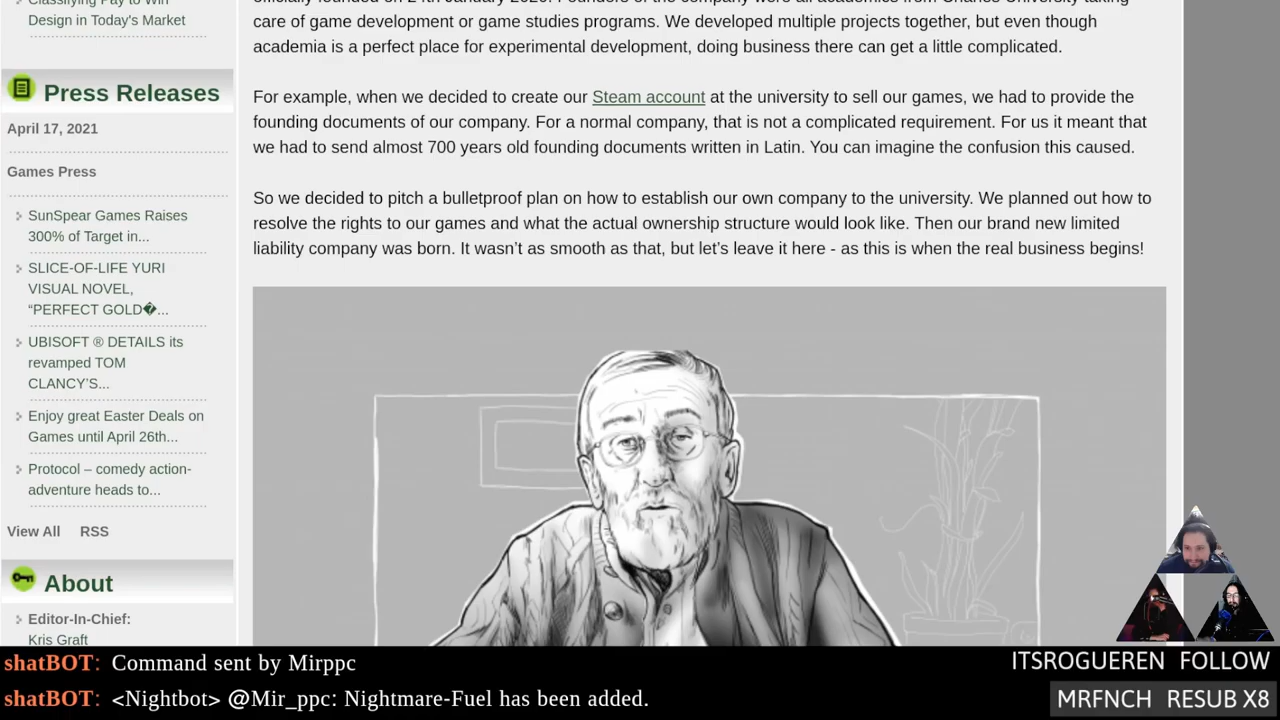 Classifying Pay to Win
Design in Today's Market
Press Releases
April 17, 2021
Games Press
SunSpear Games Raises
300% of Target in...
SLICE-OF-LIFE YURI
VISUAL NOVEL,
“PERFECT GOLD�...
UBISOFT ® DETAILS its
revamped TOM
CLANCY’S...
Enjoy great Easter Deals on
Games until April 26th...
Protocol – comedy action-
adventure heads to...
View All RSS
About
Editor-In-Chief:
Kris Graft
care of game development or game studies programs. We developed multiple projects together, but even though
academia is a perfect place for experimental development, doing business there can get a little complicated.
For example, when we decided to create our Steam account at the university to sell our games, we had to provide the
founding documents of our company. For a normal company, that is not a complicated requirement. For us it meant that
we had to send almost 700 years old founding documents written in Latin. You can imagine the confusion this caused.
So we decided to pitch a bulletproof plan on how to establish our own company to the university. We planned out how to
resolve the rights to our games and what the actual ownership structure would look like. Then our brand new limited
liability company was born. It wasn’t as smooth as that, but let’s leave it here - as this is when the real business begins!
shatBOT: Command sent by Mirppc
shatBOT: <Nightbot> @Mir_ppc: Nightmare-Fuel has been added.
ITSROGUEREN FOLLOW
MRFNCH RESUB X8